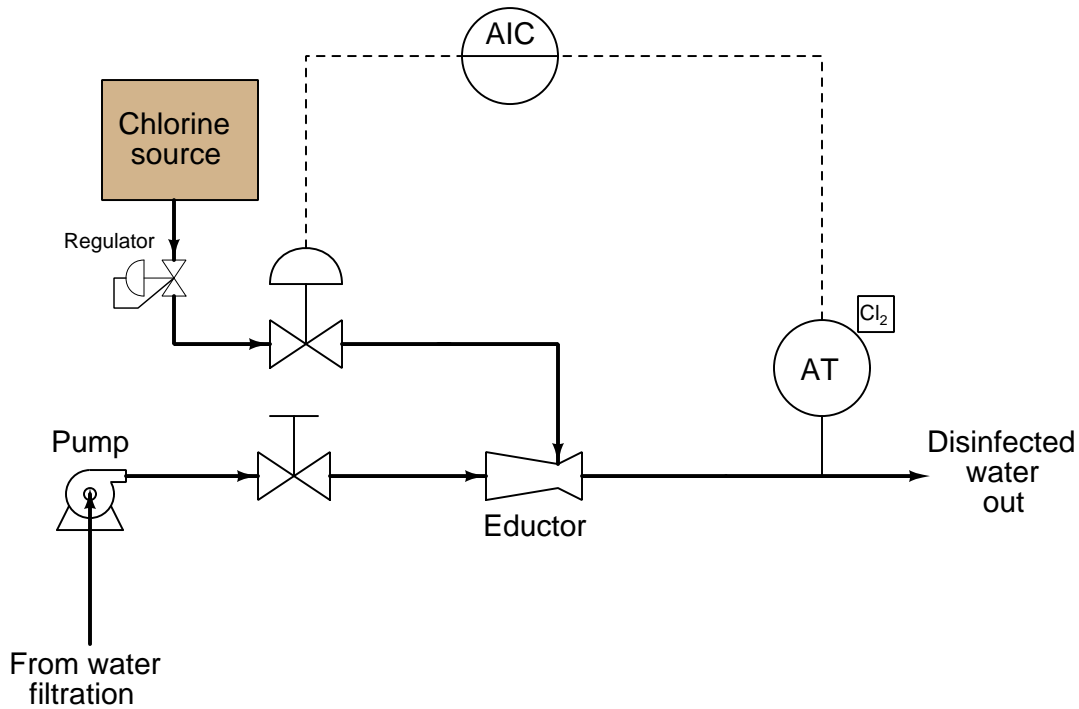 AIC
Chlorine
source
Regulator
Cl₂
AT
Pump
Disinfected
water
out
Eductor
From water
filtration